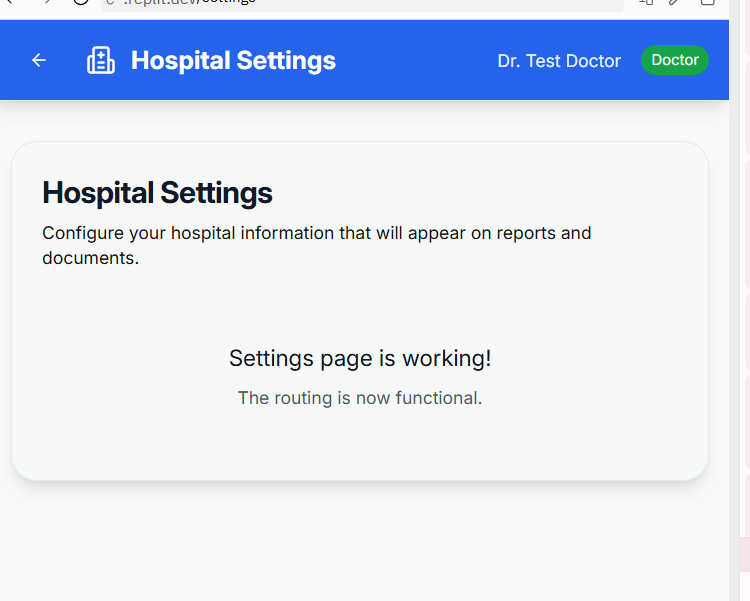 .replit.dev/settings
Hospital Settings
Dr. Test Doctor
Doctor
Hospital Settings
Configure your hospital information that will appear on reports and
documents.
Settings page is working!
The routing is now functional.